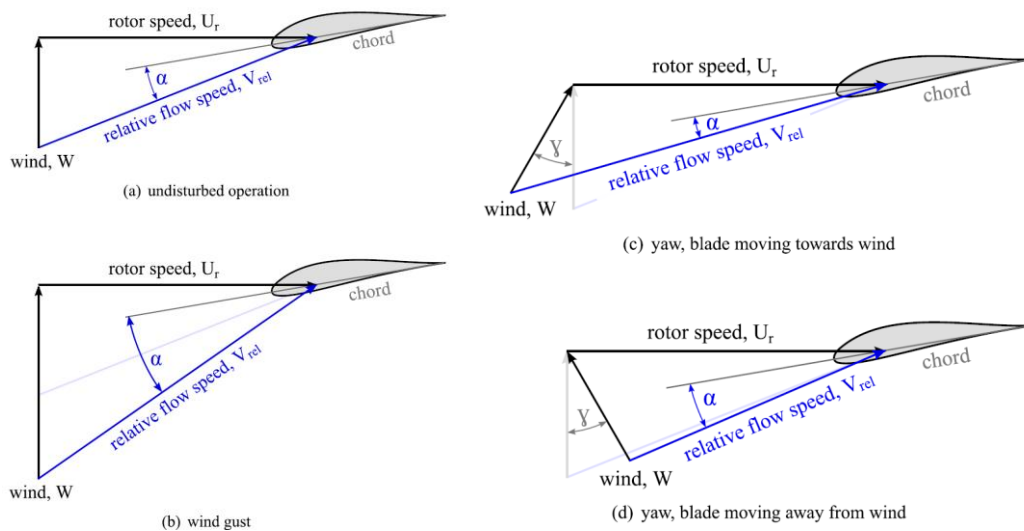 rotor speed, Uᵣ
chord
α
relative flow speed, Vrel
wind, W
(a) undisturbed operation
rotor speed, Uᵣ
chord
α
relative flow speed, Vrel
wind, W
(b) wind gust
rotor speed, Uᵣ
chord
α
γ
relative flow speed, Vrel
wind, W
(c) yaw, blade moving towards wind
rotor speed, Uᵣ
chord
α
γ
relative flow speed, Vrel
wind, W
(d) yaw, blade moving away from wind